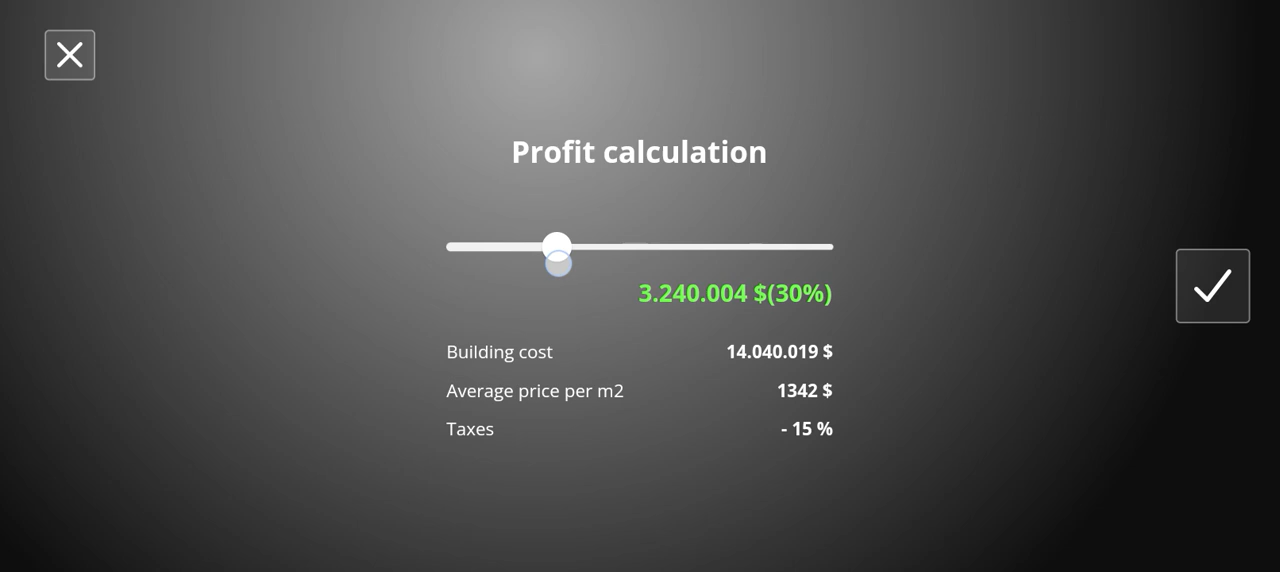 Profit calculation
3.240.004 $(30%)
Building cost 14.040.019 $
Average price per m2 1342 $
Taxes - 15 %